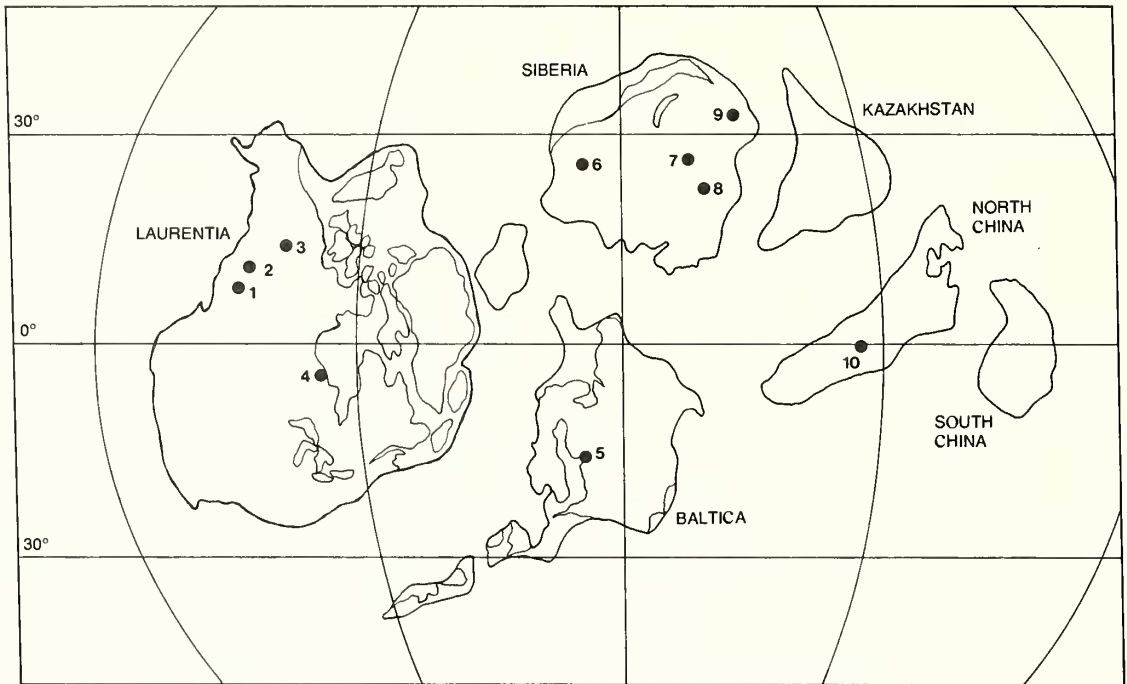 SIBERIA
KAZAKHSTAN
30°
9
7
6
8
NORTH
CHINA
LAURENTIA
3
2
1
0°
10
4
SOUTH
CHINA
5
BALTICA
30°